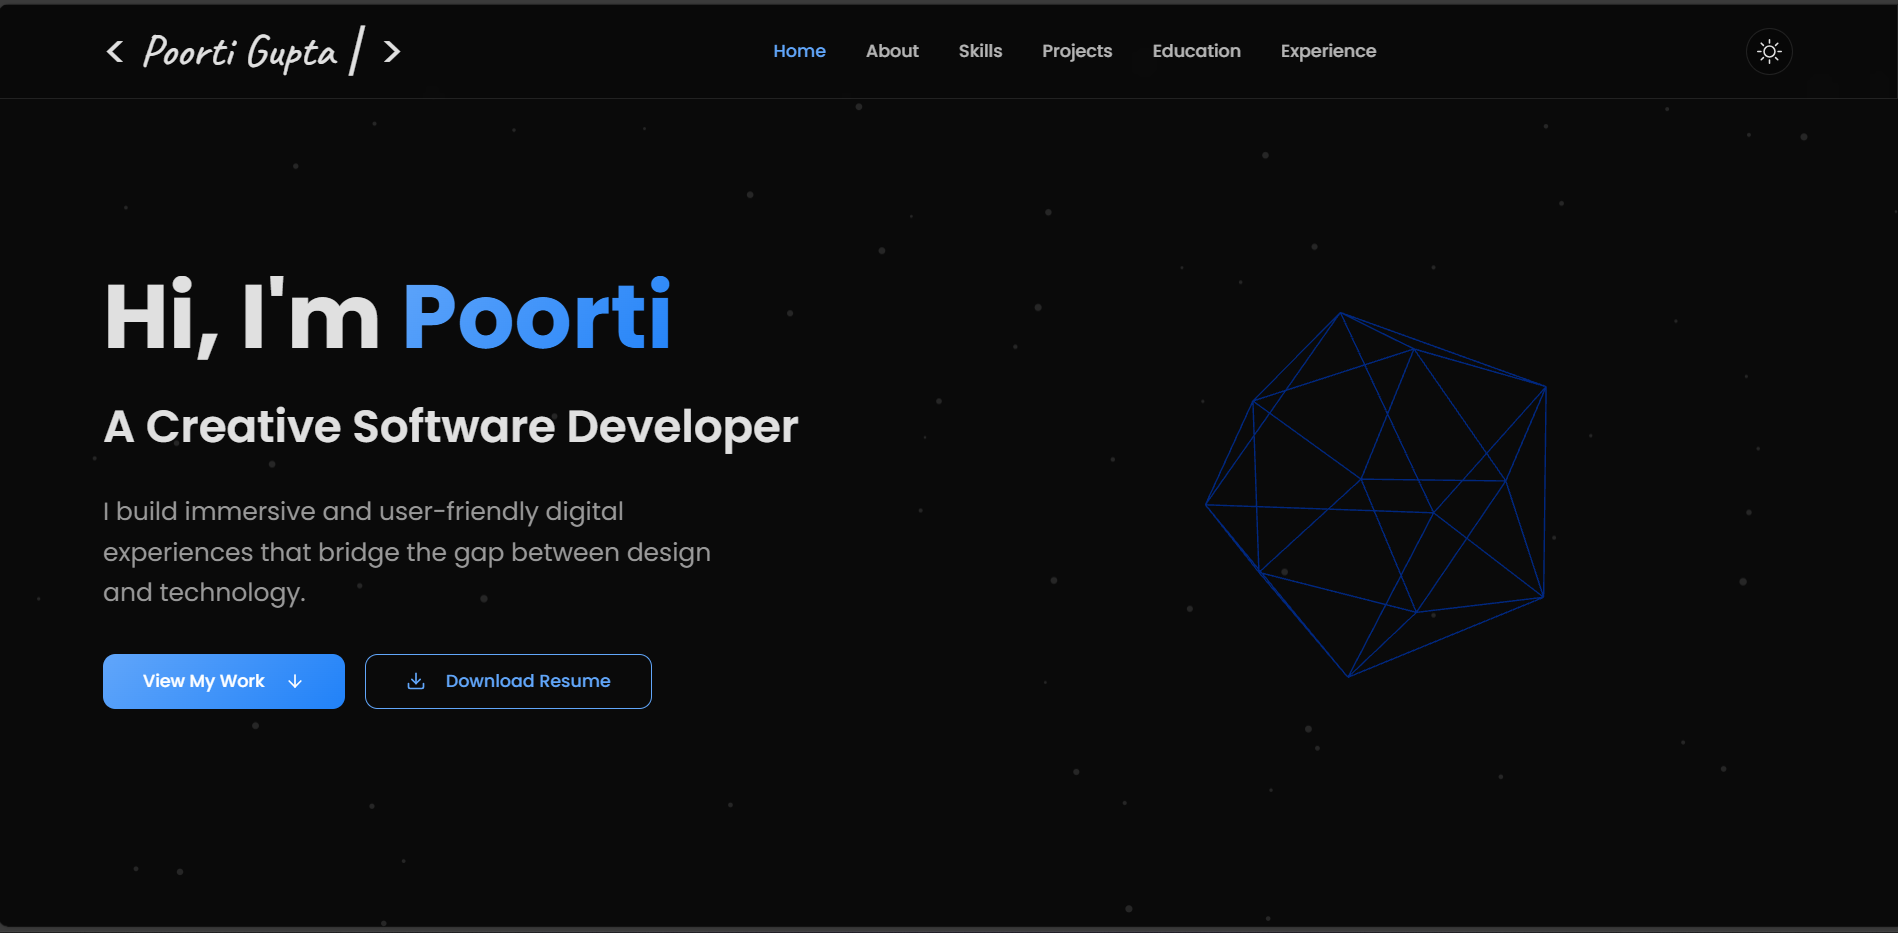 < Poorti Gupta / >
Home About Skills Projects Education Experience
Hi, I'm Poorti
A Creative Software Developer
I build immersive and user-friendly digital
experiences that bridge the gap between design
and technology.
View My Work ↓
Download Resume